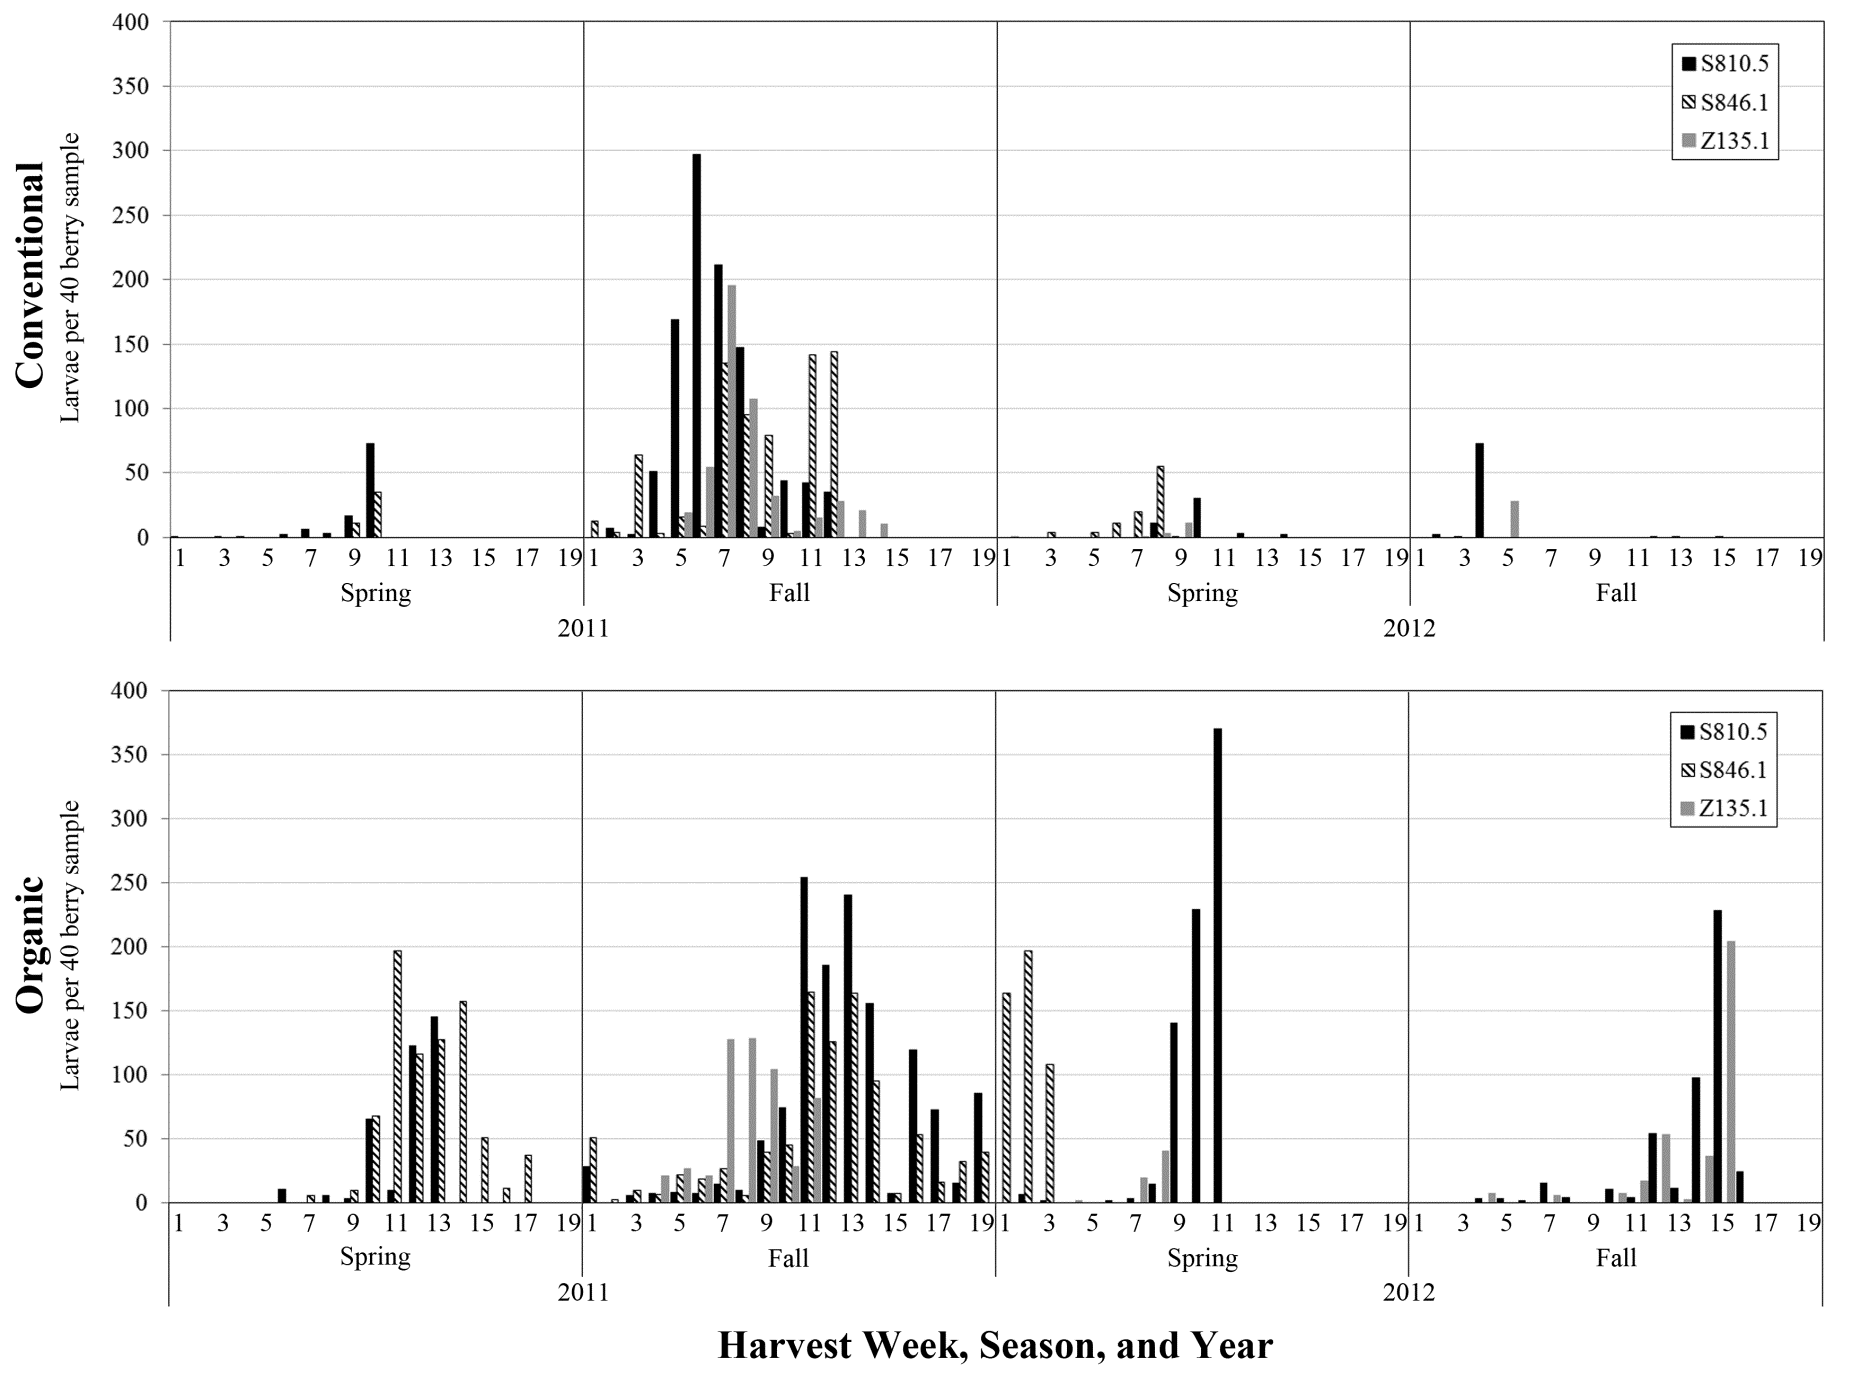 Conventional
Larvae per 40 berry sample
400
350
300
250
200
150
100
50
0
S810.5
S846.1
Z135.1
1 3 5 7 9 11 13 15 17 19 1 3 5 7 9 11 13 15 17 19 1 3 5 7 9 11 13 15 17 19 1 3 5 7 9 11 13 15 17 19
Spring Fall Spring Fall
2011 2012
Organic
Larvae per 40 berry sample
400
350
300
250
200
150
100
50
0
S810.5
S846.1
Z135.1
1 3 5 7 9 11 13 15 17 19 1 3 5 7 9 11 13 15 17 19 1 3 5 7 9 11 13 15 17 19 1 3 5 7 9 11 13 15 17 19
Spring Fall Spring Fall
2011 2012
Harvest Week, Season, and Year